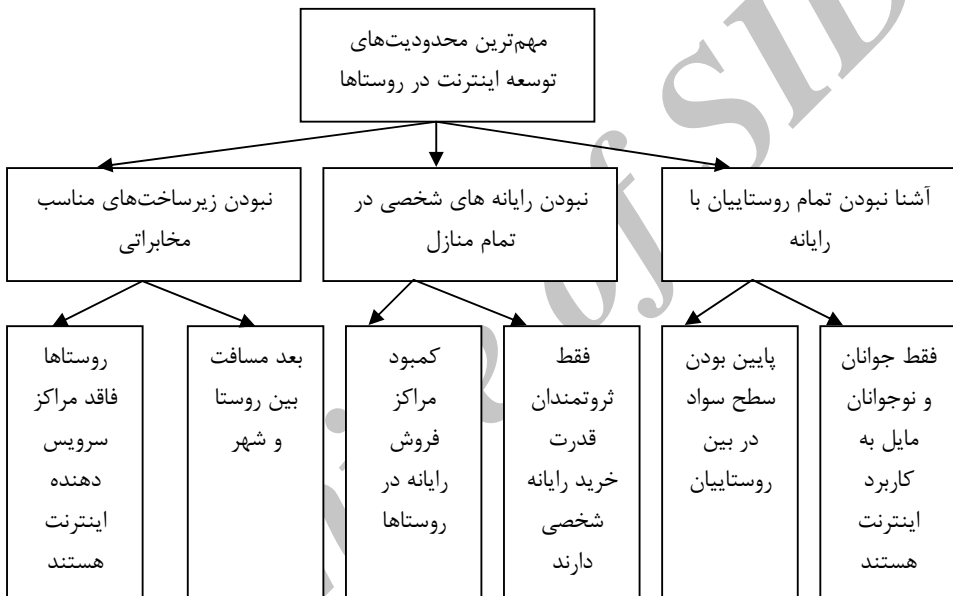 مهم‌ترین محدودیت‌های
توسعه اینترنت در روستاها
آشنا نبودن تمام روستاییان با
رایانه
نبودن رایانه های شخصی در
تمام منازل
نبودن زیرساخت‌های مناسب
مخابراتی
فقط جوانان
و نوجوانان
مایل به
کاربرد
اینترنت
هستند
پایین بودن
سطح سواد
در بین
روستاییان
فقط
ثروتمندان
قدرت
خرید رایانه
شخصی
دارند
کمبود
مراکز
فروش
رایانه در
روستاها
بعد مسافت
بین روستا
و شهر
روستاها
فاقد مراکز
سرویس
دهنده
اینترنت
هستند
of SID